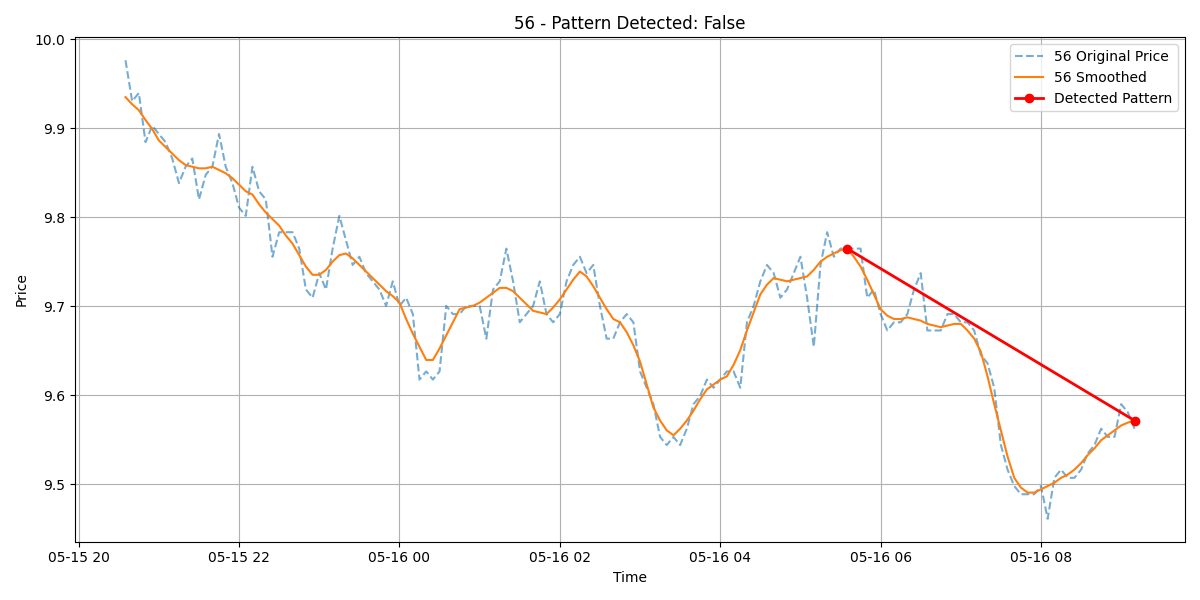 56 - Pattern Detected: False
56 Original Price
56 Smoothed
Detected Pattern
Price
10.0
9.9
9.8
9.7
9.6
9.5
05-15 20
05-15 22
05-16 00
05-16 02
05-16 04
05-16 06
05-16 08
Time